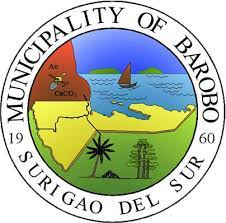 MUNICIPALITY OF BAROBO
Au
CaCO3
19 60
SURIGAO DEL SUR